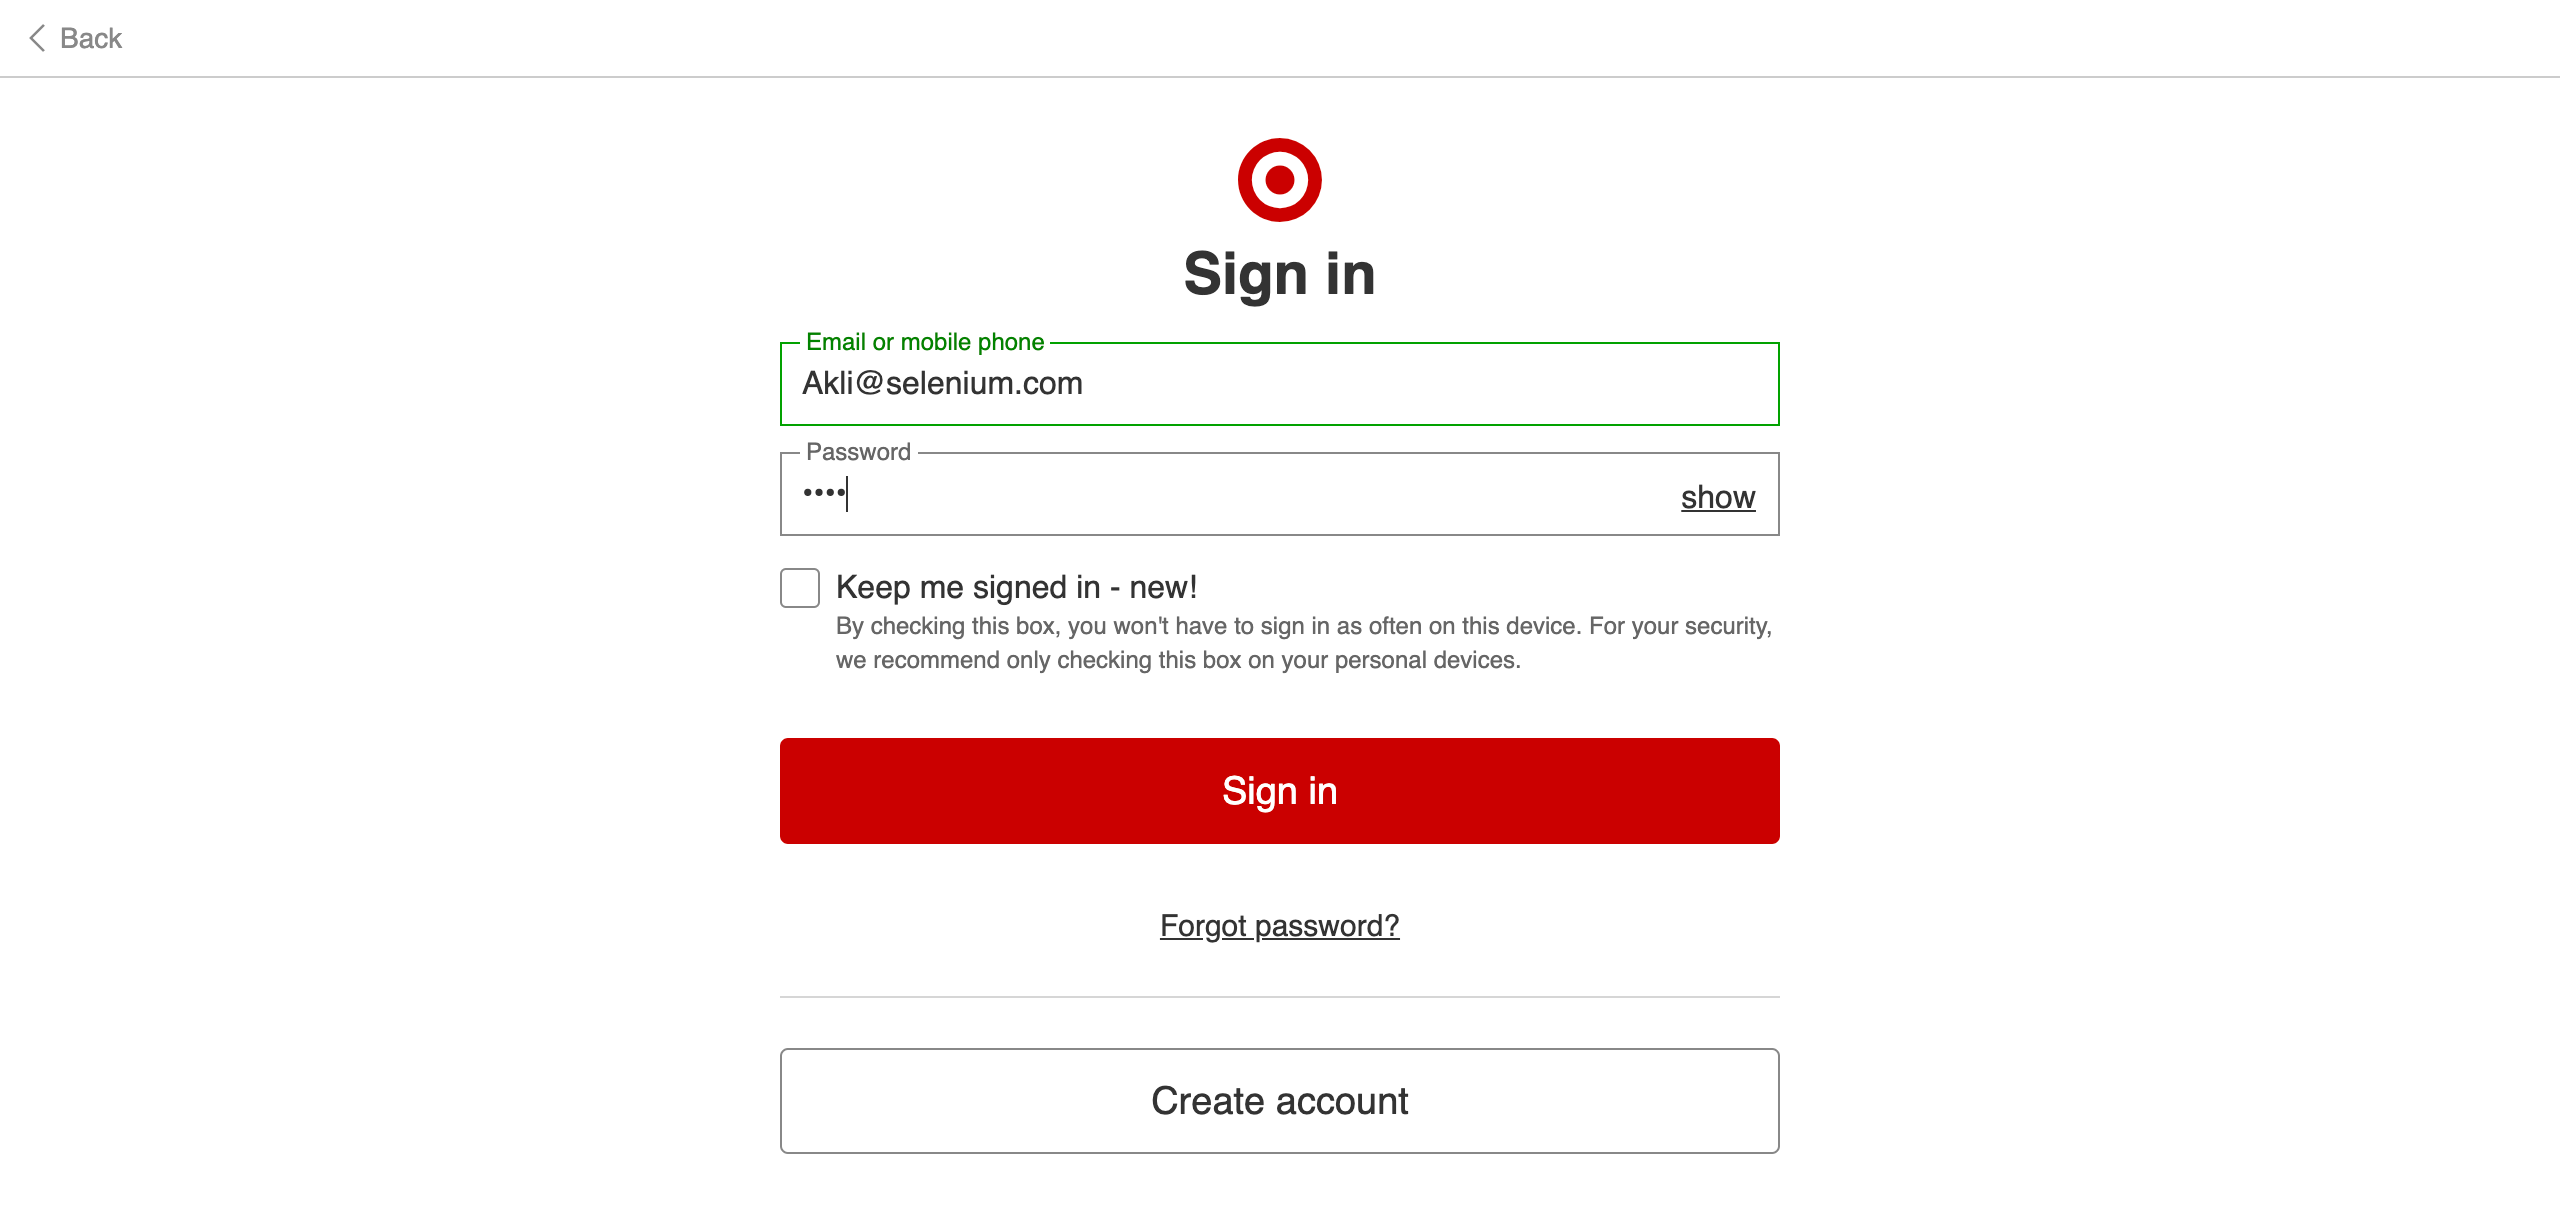 Back
Sign in
Email or mobile phone
Akli@selenium.com
Password
••••
show
Keep me signed in - new!
By checking this box, you won't have to sign in as often on this device. For your security,
we recommend only checking this box on your personal devices.
Sign in
Forgot password?
Create account